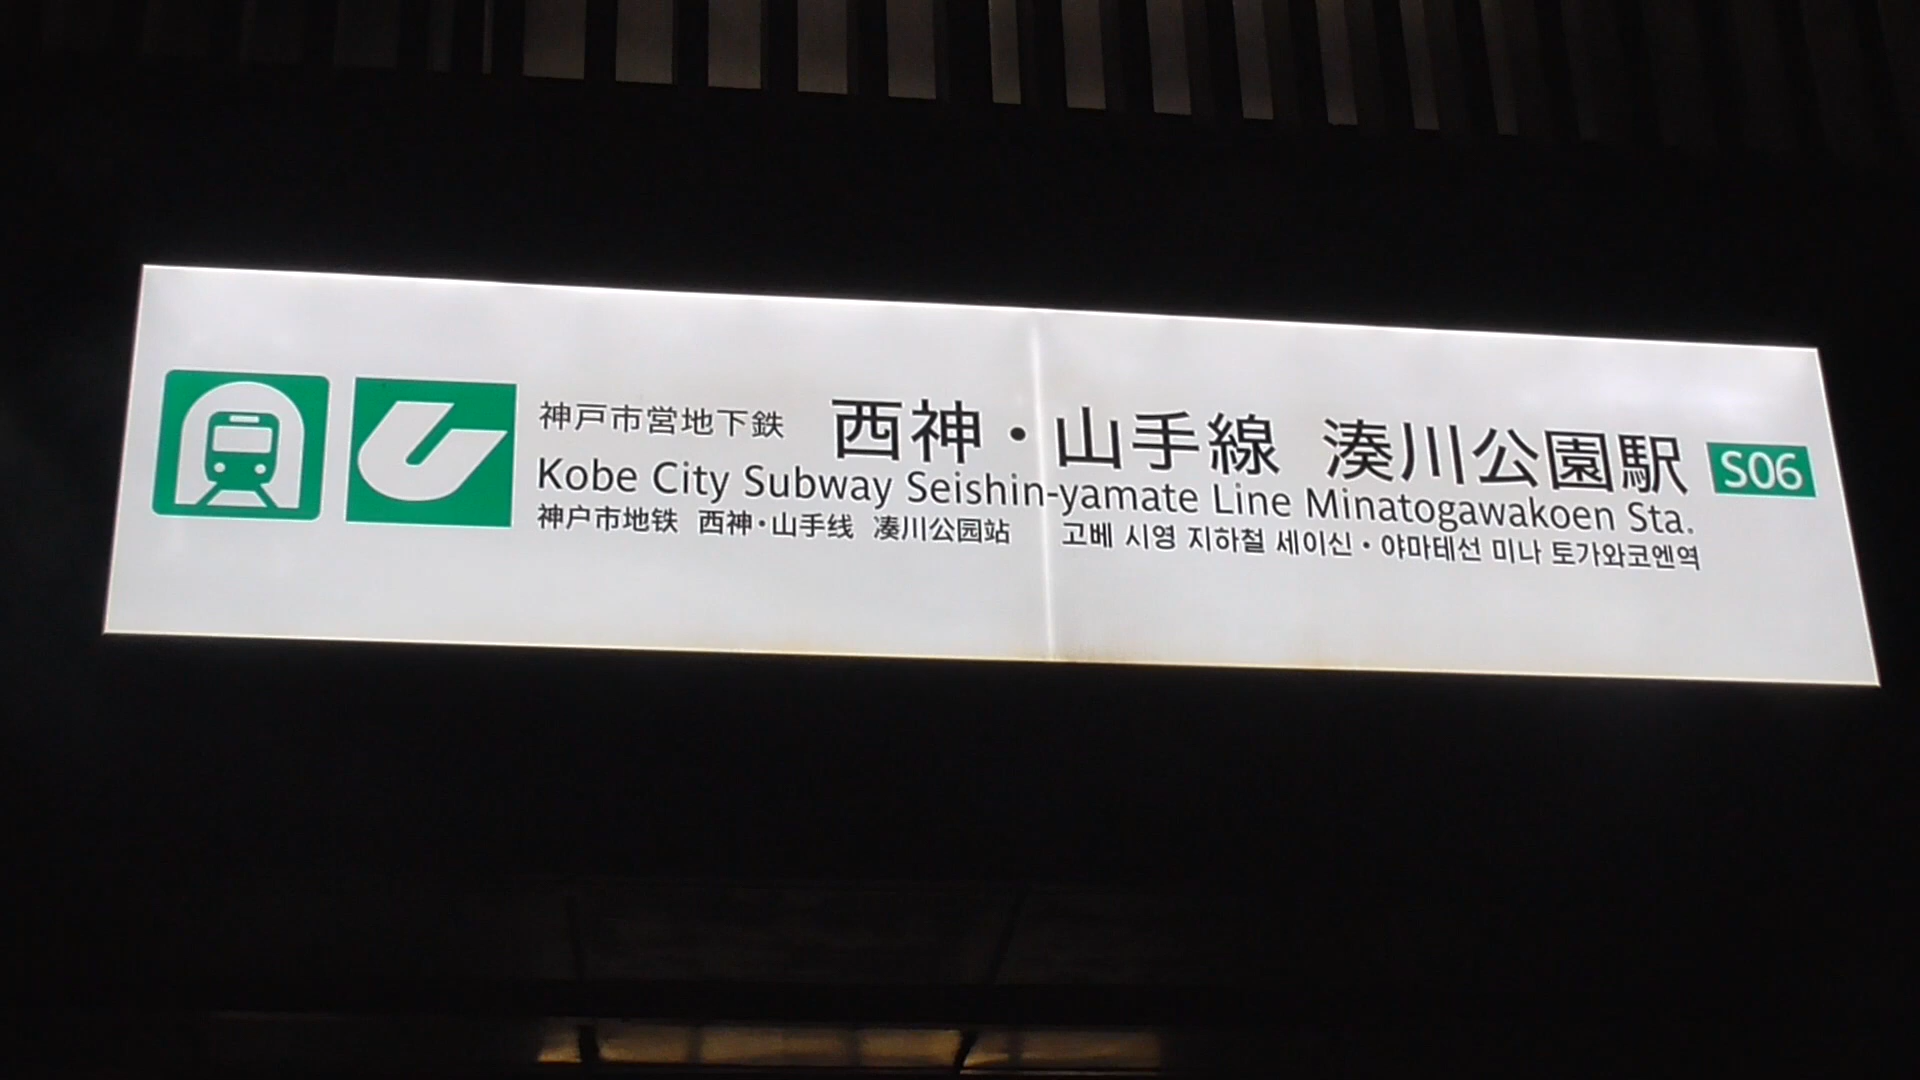 神戸市営地下鉄 西神・山手線 湊川公園駅 S06
Kobe City Subway Seishin-yamate Line Minatogawakoen Sta.
神户市地铁 西神·山手线 凑川公园站 고베 시영 지하철 세이신・야마테선 미나 토가와코엔역